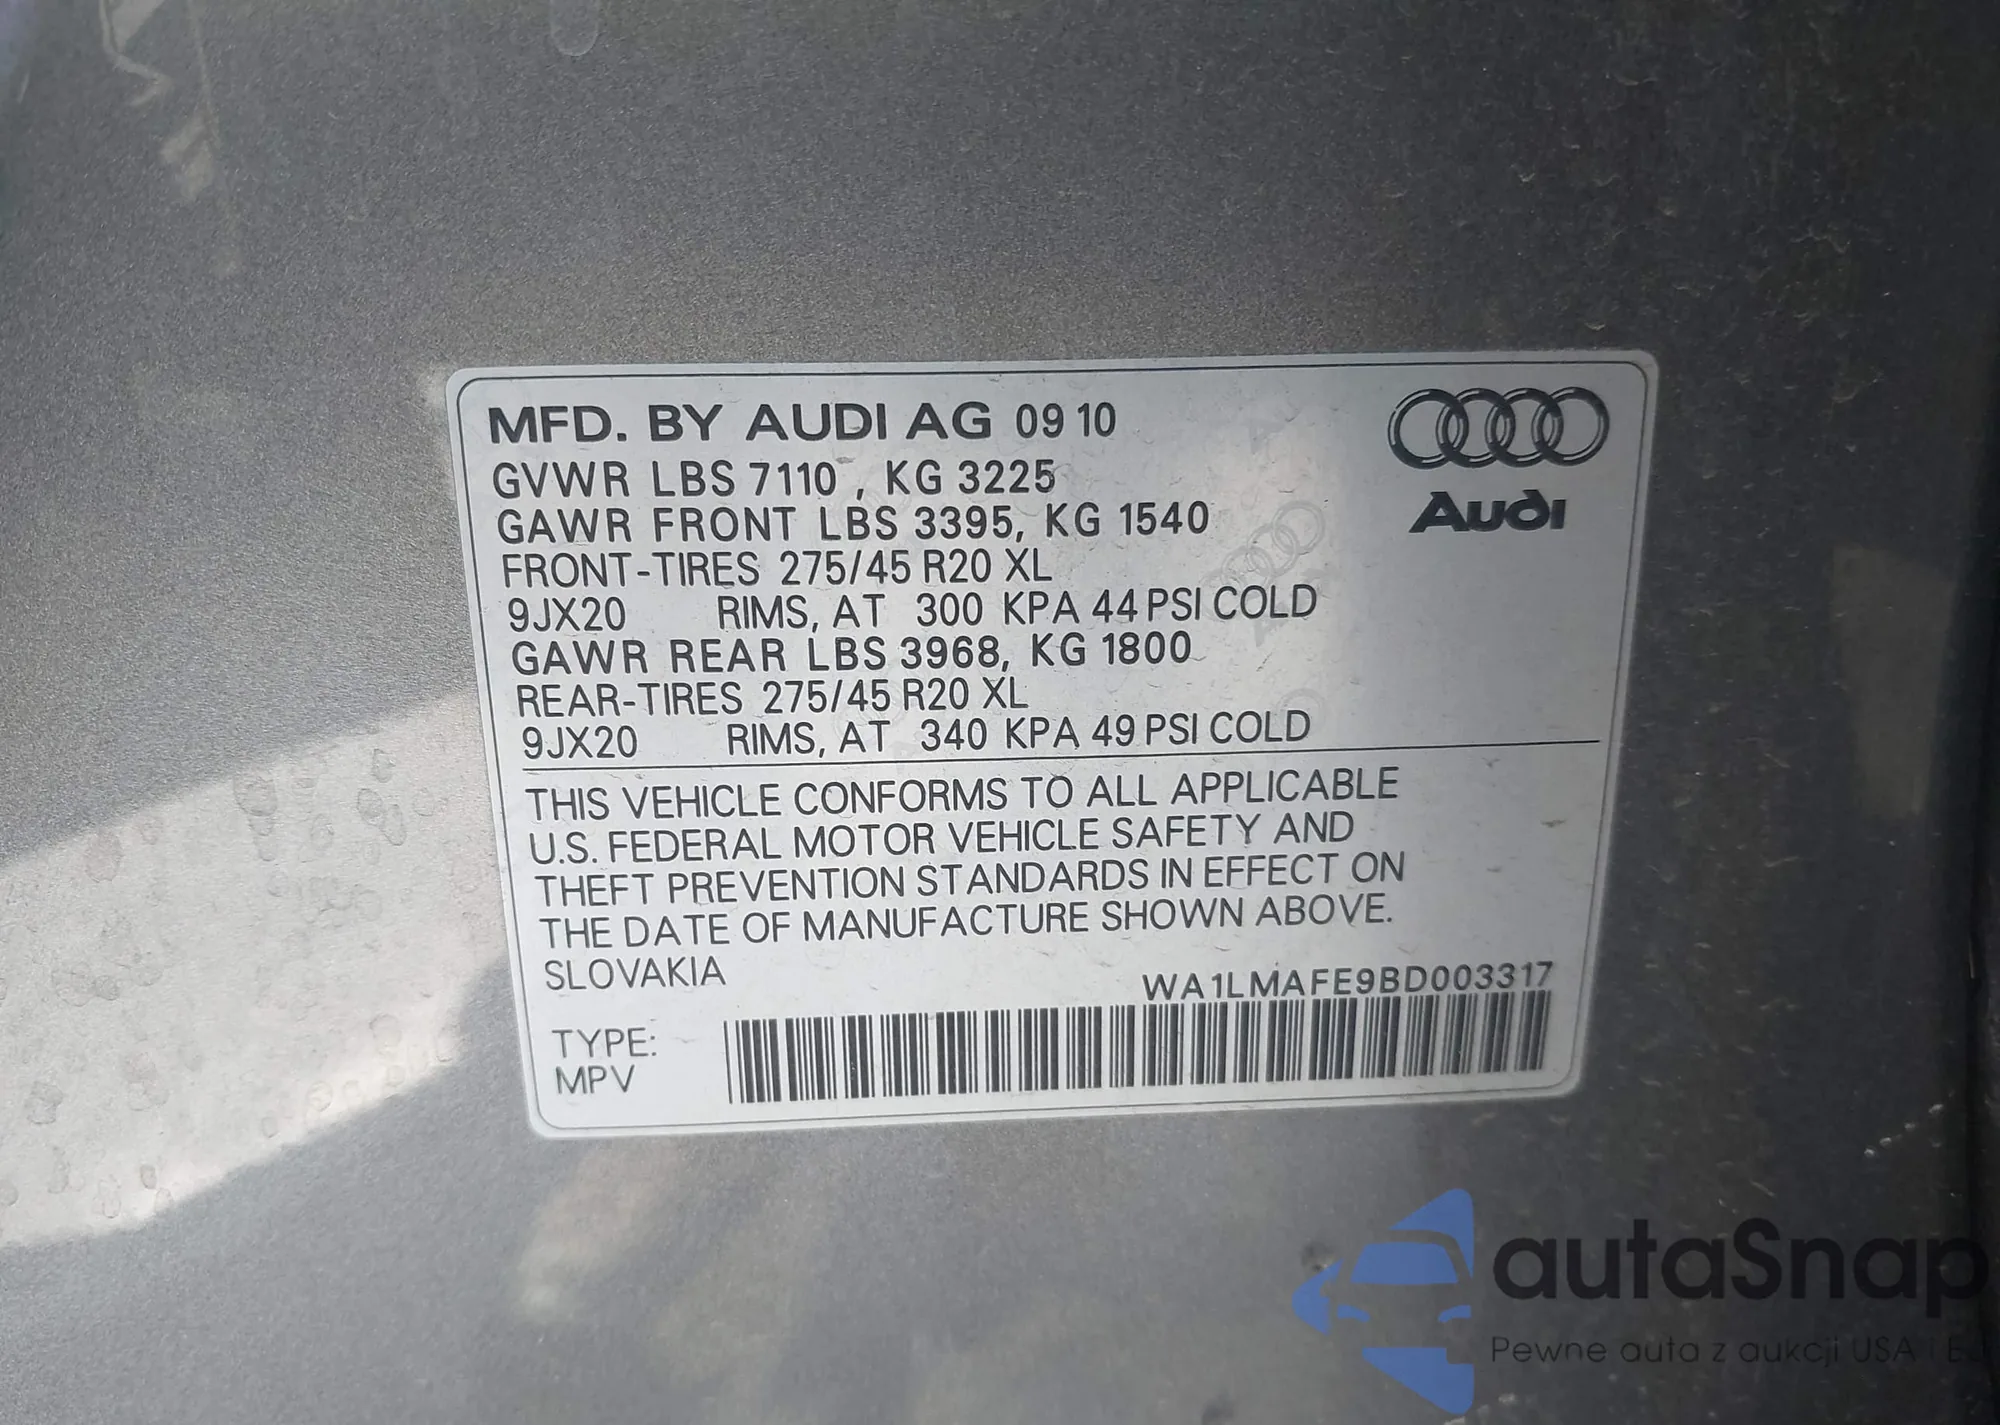 MFD. BY AUDI AG 09 10
GVWR LBS 7110 , KG 3225
GAWR FRONT LBS 3395, KG 1540
FRONT-TIRES 275/45 R20 XL
9JX20 RIMS, AT 300 KPA 44 PSI COLD
GAWR REAR LBS 3968, KG 1800
REAR-TIRES 275/45 R20 XL
9JX20 RIMS, AT 340 KPA 49 PSI COLD
Audi
THIS VEHICLE CONFORMS TO ALL APPLICABLE
U.S. FEDERAL MOTOR VEHICLE SAFETY AND
THEFT PREVENTION STANDARDS IN EFFECT ON
THE DATE OF MANUFACTURE SHOWN ABOVE.
SLOVAKIA
WA1LMAFE9BD003317
TYPE:
MPV
autaSnap
Pewne auta z aukcji USA i